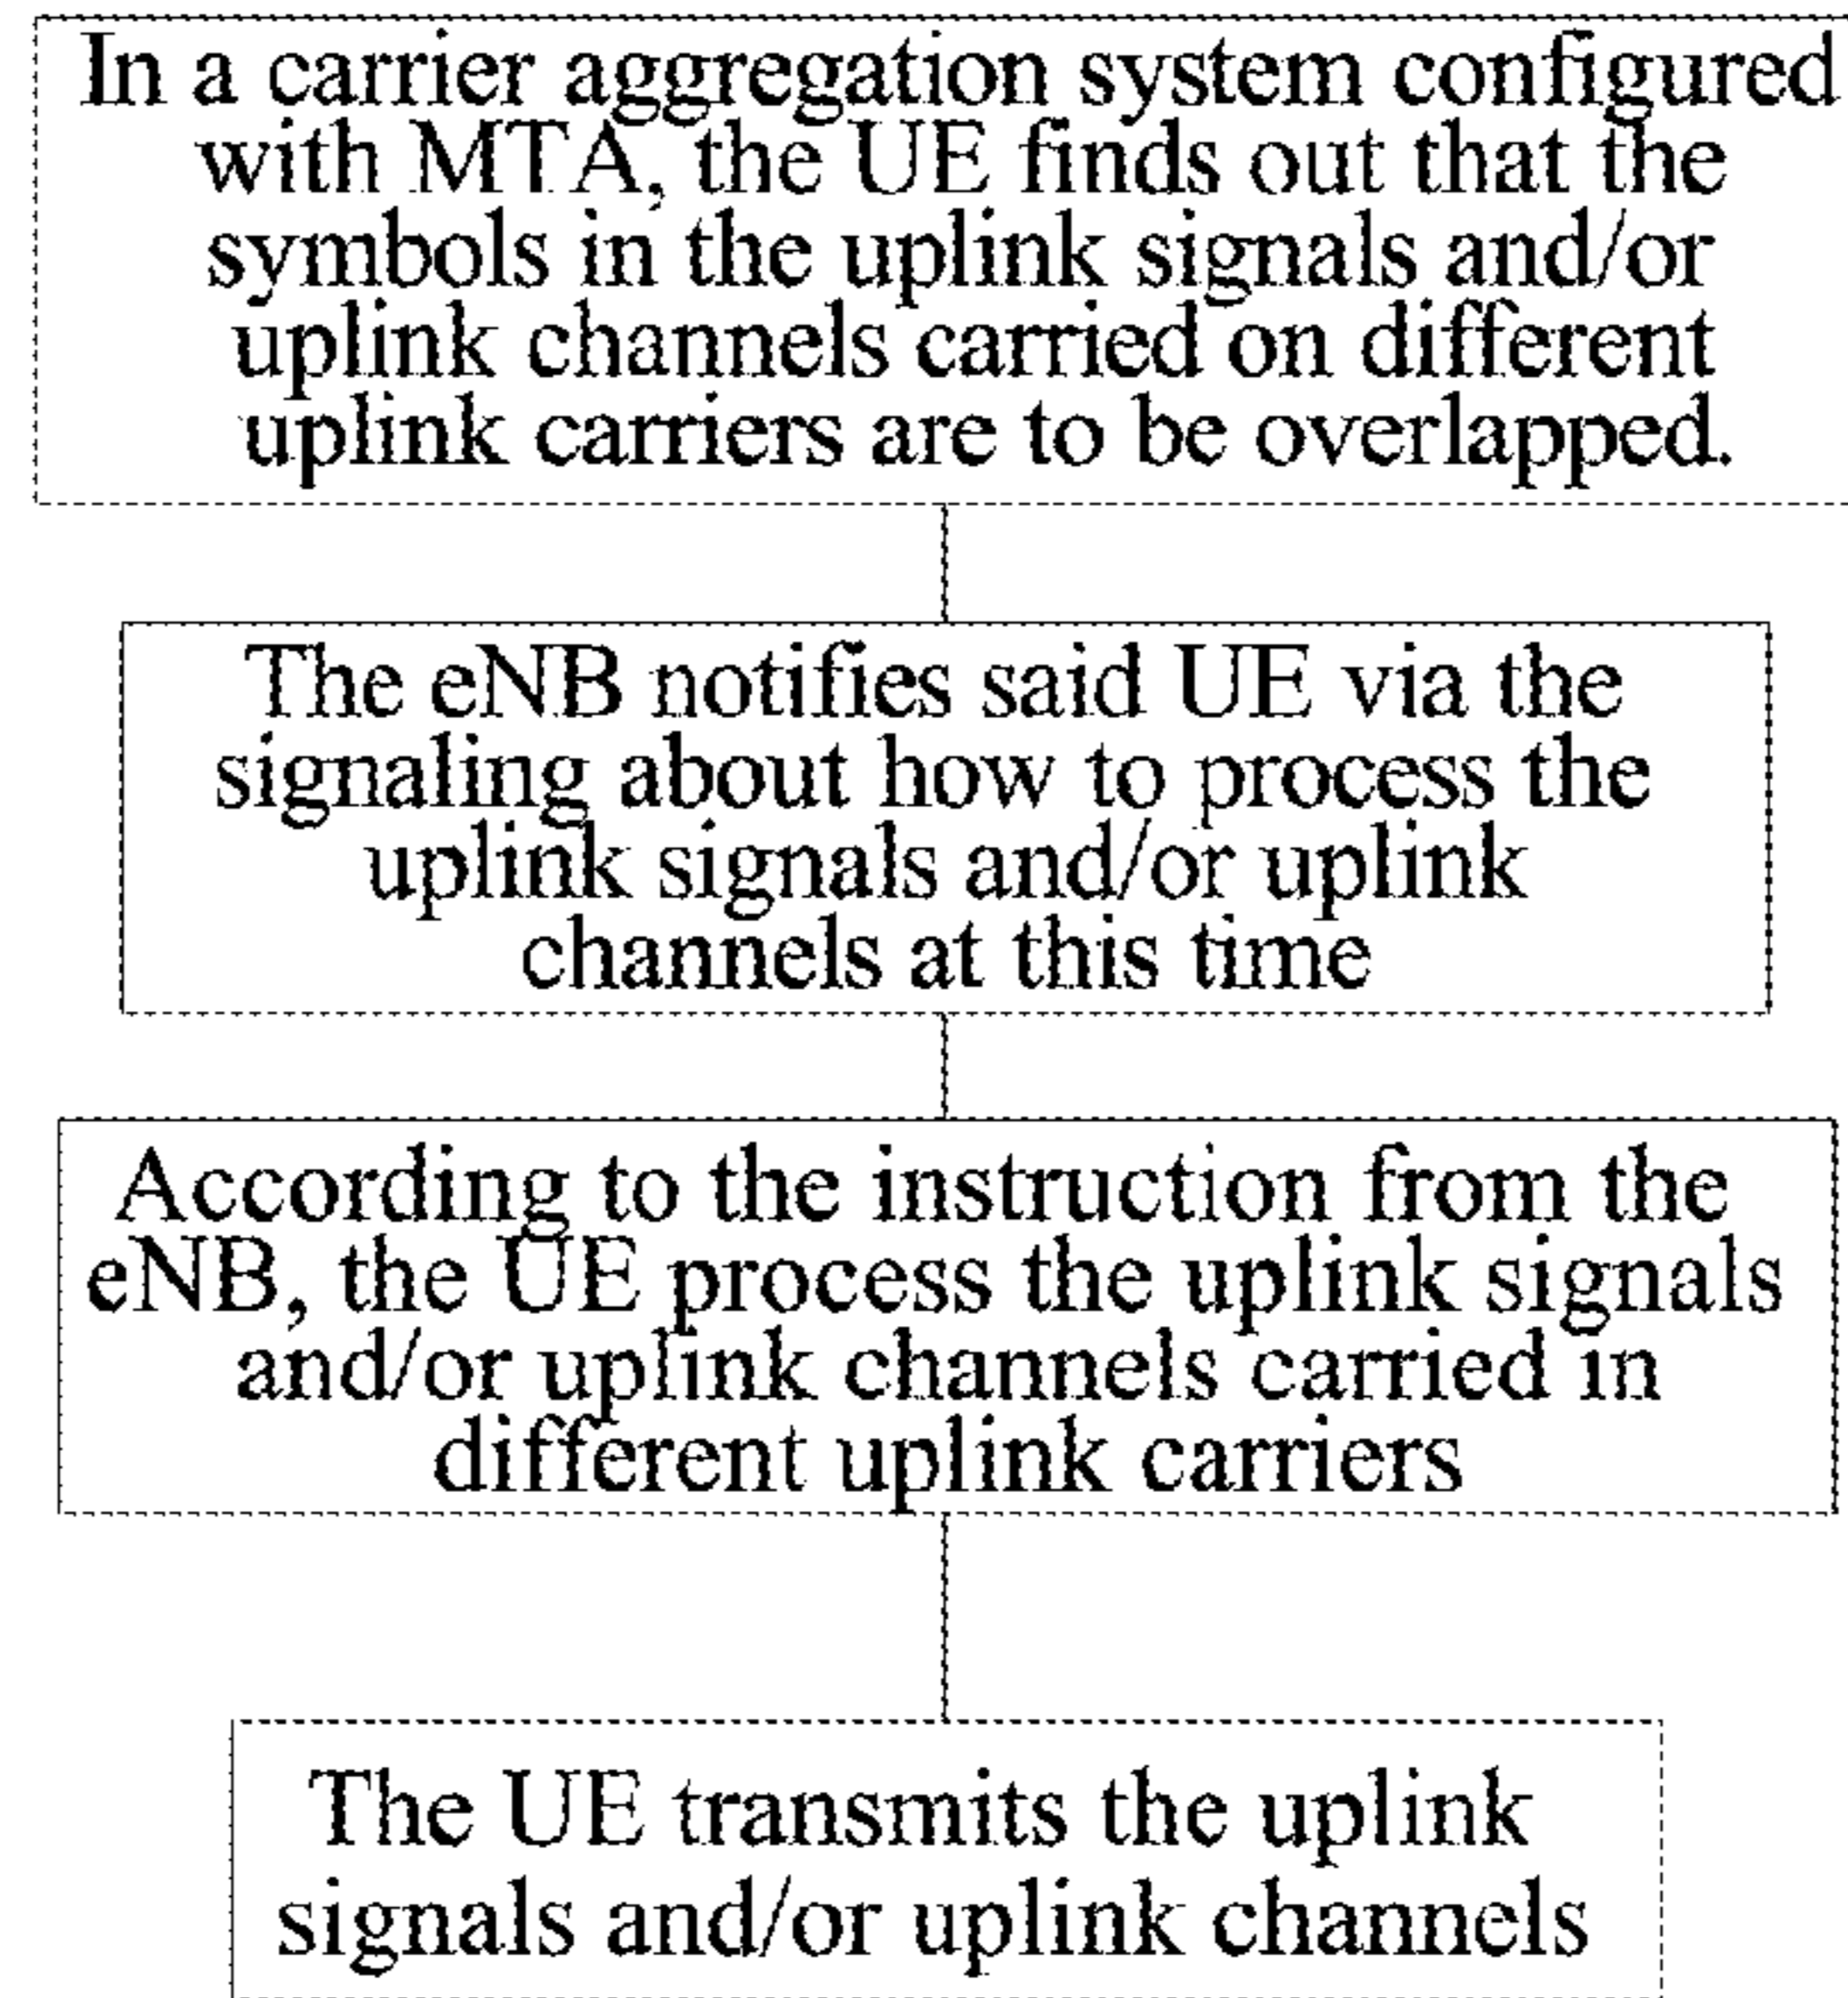 In a carrier aggregation system configured
with MTA, the UE finds out that the
symbols in the uplink signals and/or
uplink channels carried on different
uplink carriers are to be overlapped.
The eNB notifies said UE via the
signaling about how to process the
uplink signals and/or uplink
channels at this time
According to the instruction from the
eNB, the UE process the uplink signals
and/or uplink channels carried in
different uplink carriers
The UE transmits the uplink
signals and/or uplink channels